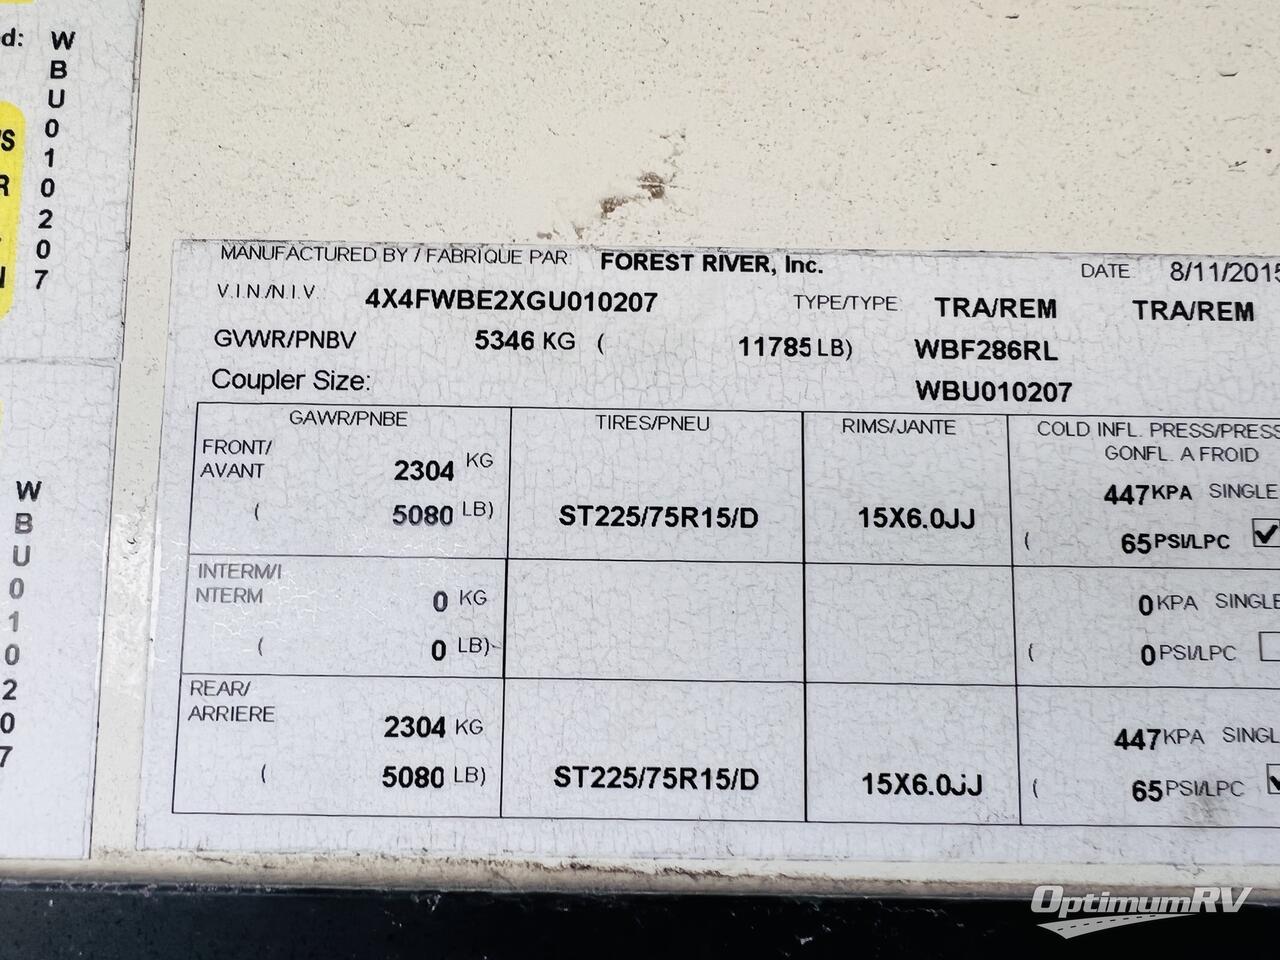 d:
W
B
U
0
1
0
2
0
7
W
B
U
0
1
0
2
0
7
MANUFACTURED BY / FABRIQUE PAR: FOREST RIVER, Inc. DATE 8/11/2015
V.I.N./N.I.V. 4X4FWBE2XGU010207 TYPE/TYPE TRA/REM TRA/REM
GVWR/PNBV 5346 KG ( 11785 LB) WBF286RL
Coupler Size: WBU010207
GAWR/PNBE TIRES/PNEU RIMS/JANTE COLD INFL. PRESS/PRESS
GONFL. A FROID
FRONT/
AVANT 2304 KG 447 KPA SINGLE
( 5080 LB) ST225/75R15/D 15X6.0JJ ( 65 PSI/LPC
INTERM/I
NTERM 0 KG 0 KPA SINGLE
( 0 LB) ( 0 PSI/LPC
REAR/
ARRIERE 2304 KG 447 KPA SINGL
( 5080 LB) ST225/75R15/D 15X6.0JJ ( 65 PSI/LPC
OptimumRV